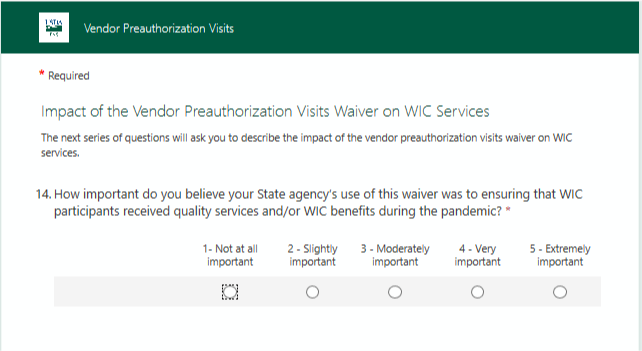 Vendor Preauthorization Visits
* Required
Impact of the Vendor Preauthorization Visits Waiver on WIC Services
The next series of questions will ask you to describe the impact of the vendor preauthorization visits waiver on WIC
services.
14. How important do you believe your State agency's use of this waiver was to ensuring that WIC
participants received quality services and/or WIC benefits during the pandemic? *
1- Not at all important
2 - Slightly important
3 - Moderately important
4 - Very important
5 - Extremely important